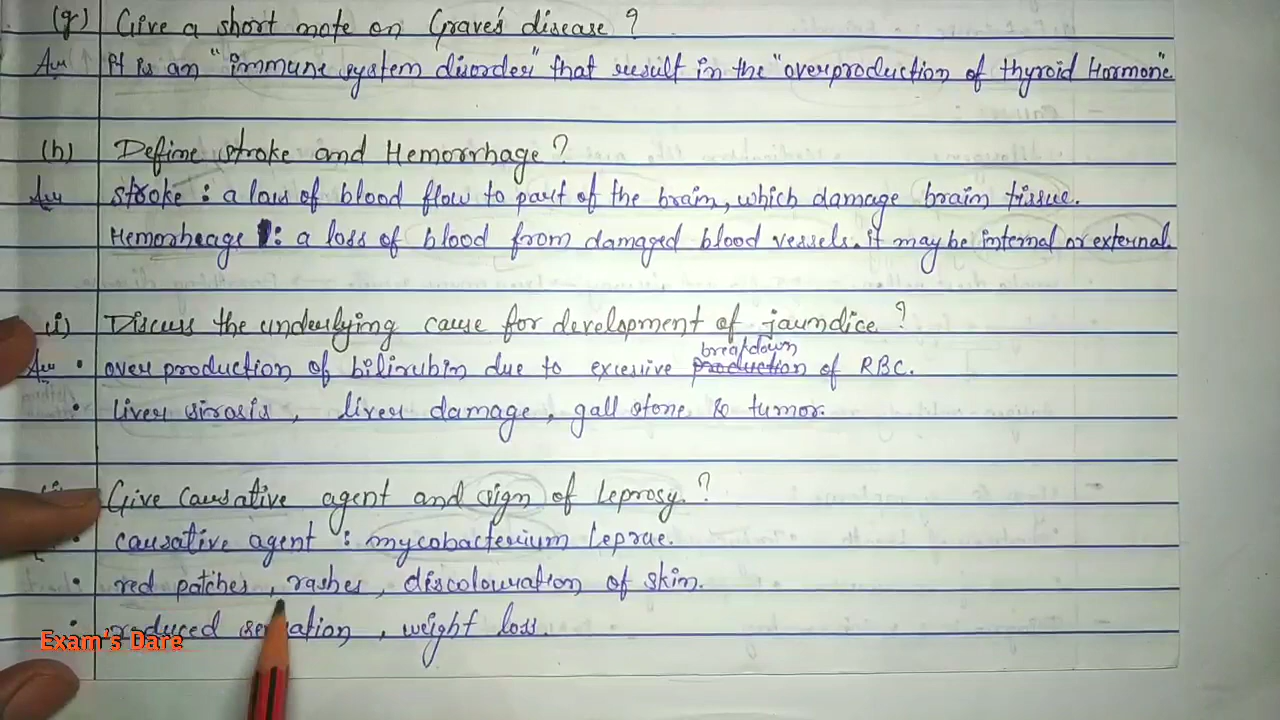 (g) Give a short note on Grave's disease ?
Ans it is an "immune system disorder" that result in the "overproduction of thyroid Hormone"
(h) Define stroke and Hemorrhage ?
Ans stroke : a loss of blood flow to part of the brain, which damage brain tissue.
Hemorheage : a loss of blood from damaged blood vessels. it may be internal or external.
(i) Discuss the underlying cause for development of jaundice ?
breakdown
Ans • over production of bilirubin due to excesive production of RBC.
• liver sirosis, liver damage, gall stone & tumor.
Give causative agent and sign of Leprosy. ?
• causative agent : mycobacterium Leprae.
• red patches, rashes, discolouration of skin.
• reduced sensation, weight loss.
Exam's Dare